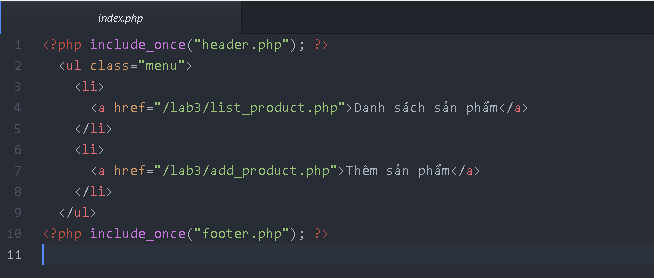 index.php
1 <?php include_once("header.php"); ?>
2 <ul class="menu">
3 <li>
4 <a href="/lab3/list_product.php">Danh sách sản phẩm</a>
5 </li>
6 <li>
7 <a href="/lab3/add_product.php">Thêm sản phẩm</a>
8 </li>
9 </ul>
10 <?php include_once("footer.php"); ?>
11